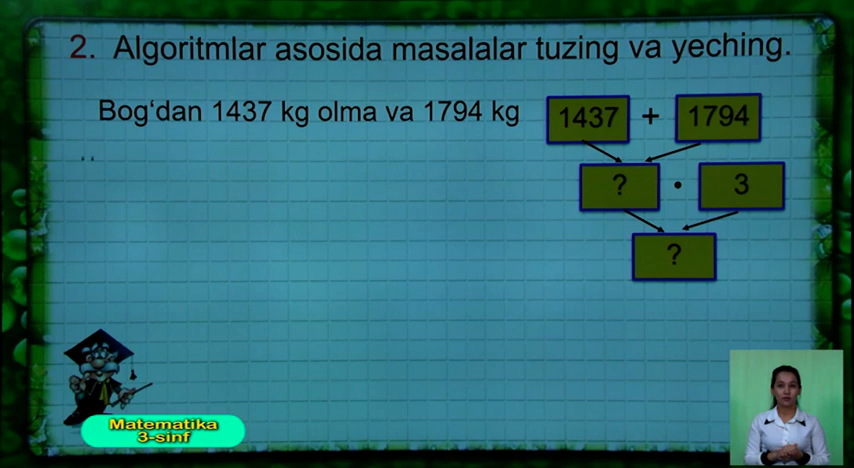 2. Algoritmlar asosida masalalar tuzing va yeching.
Bog‘dan 1437 kg olma va 1794 kg
1437 + 1794
? · 3
?
Matematika
3-sinf